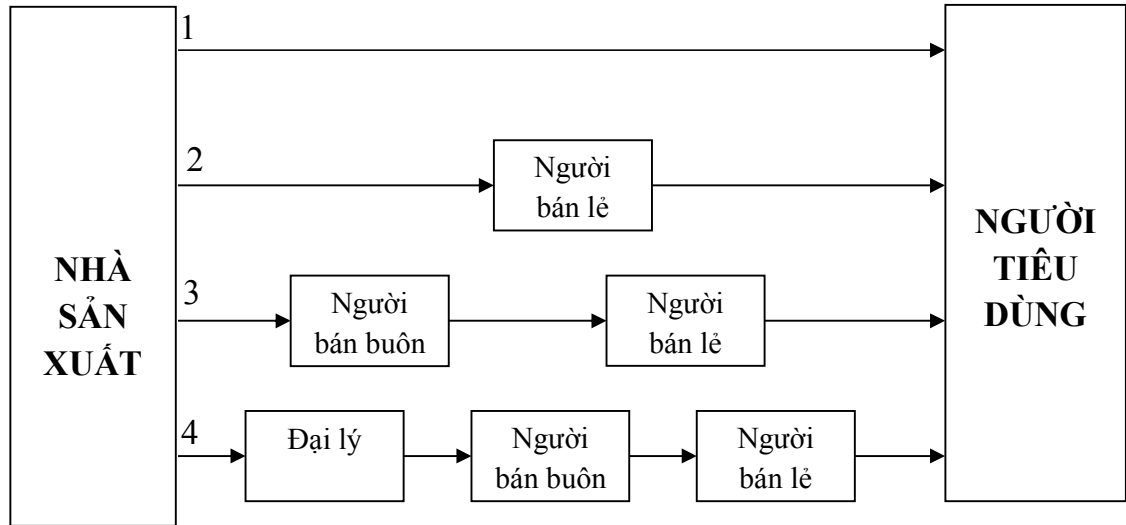 1
2
Người
bán lẻ
3
Người
bán buôn
Người
bán lẻ
4
Đại lý
Người
bán buôn
Người
bán lẻ
NHÀ
SẢN
XUẤT
NGƯỜI
TIÊU
DÙNG